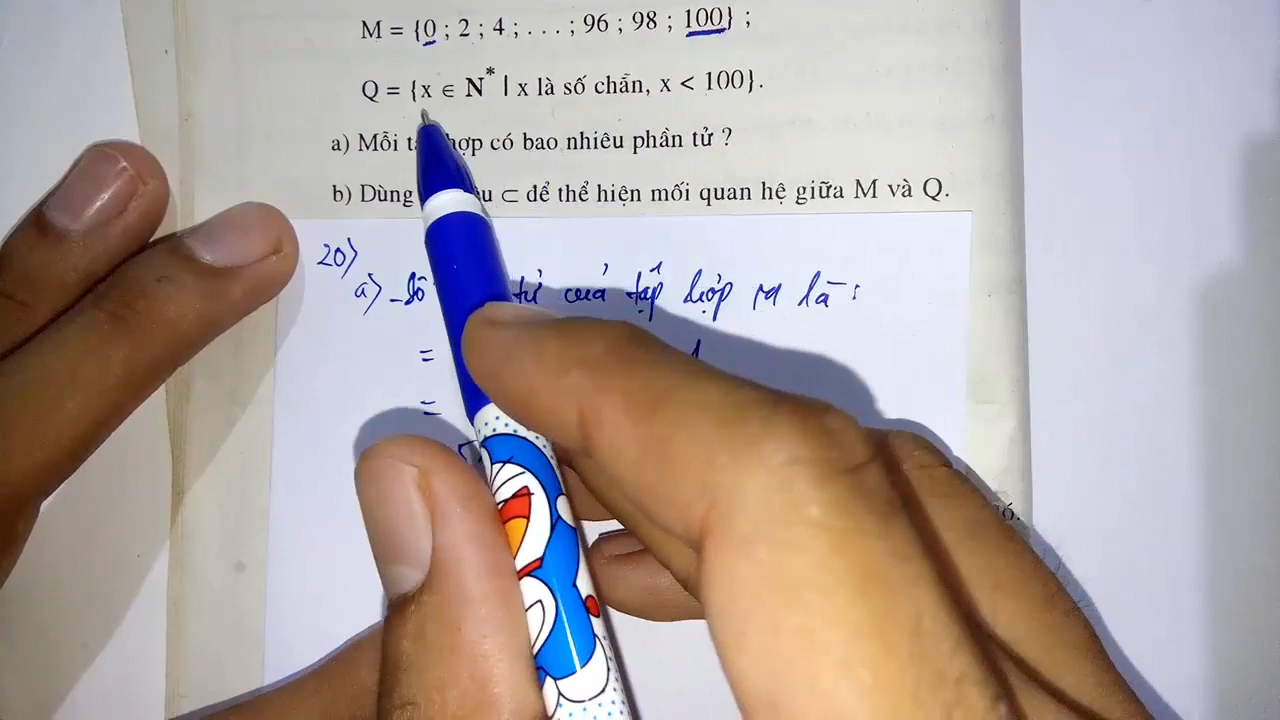 M = {0 ; 2 ; 4 ; . . . ; 96 ; 98 ; 100} ;
Q = {x ∈ N* | x là số chẵn, x < 100}.
a) Mỗi hợp có bao nhiêu phần tử ?
b) Dùng ⊂ để thể hiện mối quan hệ giữa M và Q.
20)
a) - Số tử của tập hợp M là :
=
=